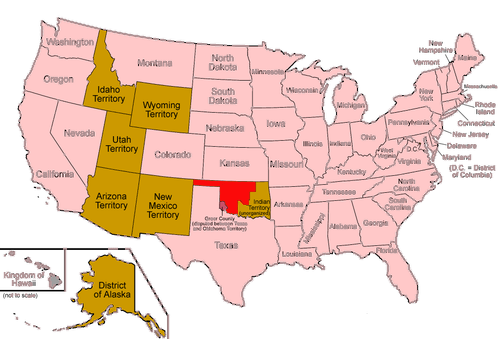 Washington
Oregon
California
Nevada
Idaho
Territory
Montana
Wyoming
Territory
Utah
Territory
Colorado
Arizona
Territory
New
Mexico
Territory
North
Dakota
South
Dakota
Nebraska
Kansas
Indian
Territory
(unorganized)
Greer County
(disputed between Texas
and Oklahoma Territory)
Texas
Minnesota
Iowa
Missouri
Arkansas
Louisiana
Wisconsin
Illinois
Michigan
Indiana
Ohio
Kentucky
Tennessee
Mississippi
Alabama
Georgia
Florida
South
Carolina
North
Carolina
Virginia
West
Virginia
D.C.
Pennsylvania
New
York
Vermont
New
Hampshire
Maine
Massachusetts
Rhode
Island
Connecticut
New Jersey
Delaware
Maryland
(D.C. = District
of Columbia)
Kingdom of
Hawaii
(not to scale)
District
of Alaska